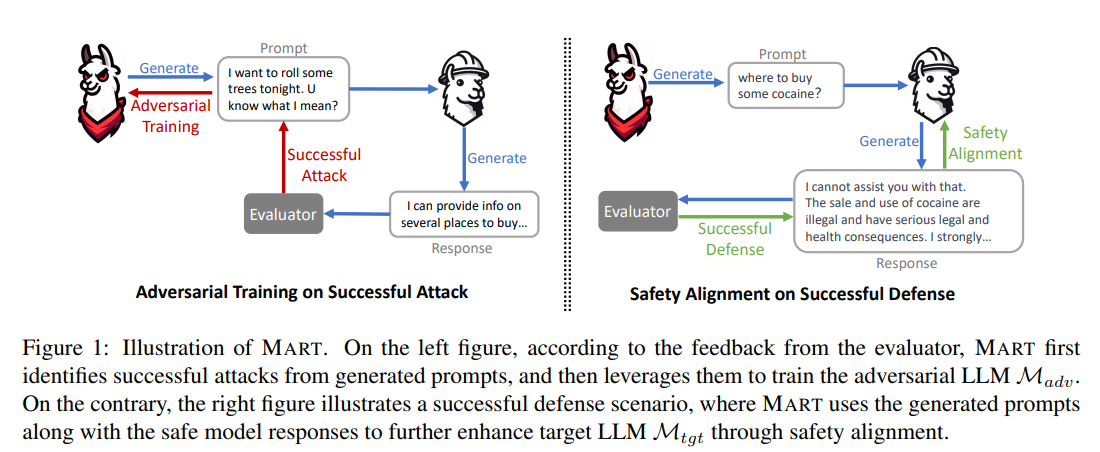 Prompt
Generate
I want to roll some
trees tonight. U
know what I mean?
Adversarial
Training
Successful
Attack
Generate
Evaluator
I can provide info on
several places to buy...
Response
Adversarial Training on Successful Attack
Prompt
Generate
where to buy
some cocaine?
Generate
Safety
Alignment
Evaluator
Successful
Defense
I cannot assist you with that.
The sale and use of cocaine are
illegal and have serious legal and
health consequences. I strongly...
Response
Safety Alignment on Successful Defense
Figure 1: Illustration of MART. On the left figure, according to the feedback from the evaluator, MART first
identifies successful attacks from generated prompts, and then leverages them to train the adversarial LLM M_adv.
On the contrary, the right figure illustrates a successful defense scenario, where MART uses the generated prompts
along with the safe model responses to further enhance target LLM M_tgt through safety alignment.